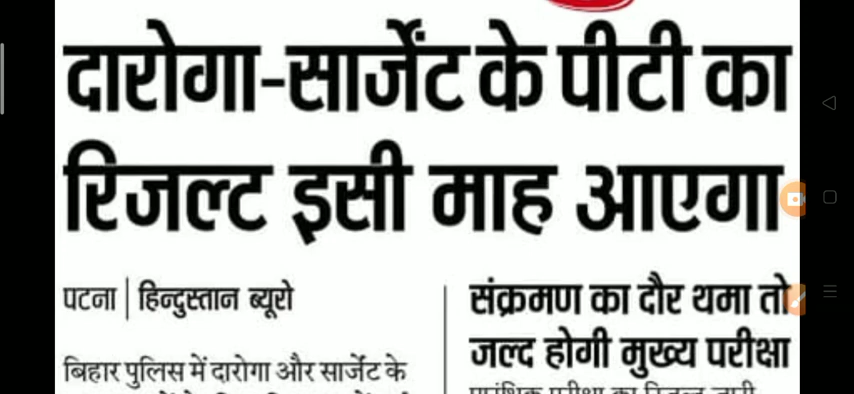 दारोगा-सार्जेंट के पीटी का
रिजल्ट इसी माह आएगा
पटना | हिन्दुस्तान ब्यूरो
बिहार पुलिस में दारोगा और सार्जेंट के
संक्रमण का दौर थमा तो
जल्द होगी मुख्य परीक्षा